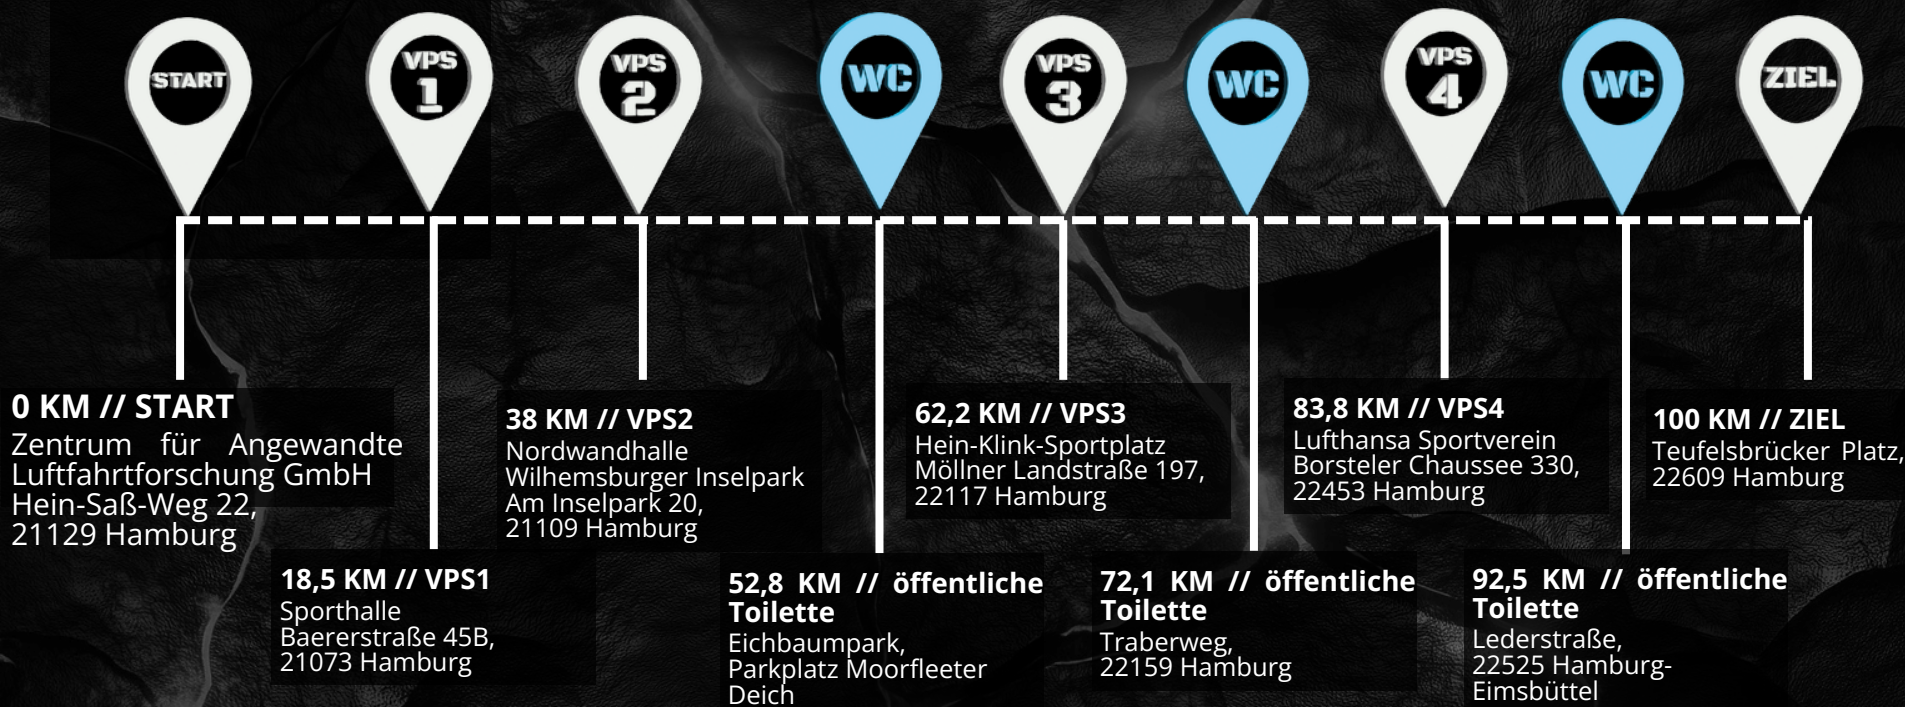 START
VPS
1
VPS
2
WC
VPS
3
WC
VPS
4
WC
ZIEL
0 KM // START
Zentrum für Angewandte
Luftfahrtforschung GmbH
Hein-Saß-Weg 22,
21129 Hamburg
18,5 KM // VPS1
Sporthalle
Baererstraße 45B,
21073 Hamburg
38 KM // VPS2
Nordwandhalle
Wilhemsburger Inselpark
Am Inselpark 20,
21109 Hamburg
52,8 KM // öffentliche
Toilette
Eichbaumpark,
Parkplatz Moorfleeter
Deich
62,2 KM // VPS3
Hein-Klink-Sportplatz
Möllner Landstraße 197,
22117 Hamburg
72,1 KM // öffentliche
Toilette
Traberweg,
22159 Hamburg
83,8 KM // VPS4
Lufthansa Sportverein
Borsteler Chaussee 330,
22453 Hamburg
92,5 KM // öffentliche
Toilette
Lederstraße,
22525 Hamburg-
Eimsbüttel
100 KM // ZIEL
Teufelsbrücker Platz,
22609 Hamburg